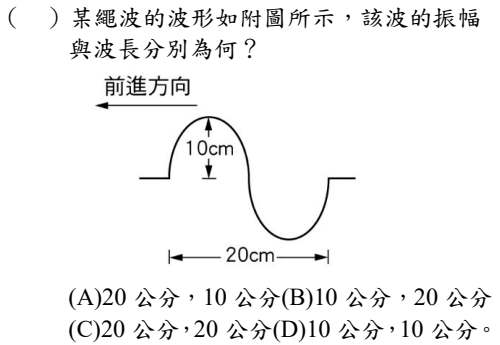 （　）某繩波的波形如附圖所示，該波的振幅
與波長分別為何？
前進方向
10cm
20cm
(A)20 公分，10 公分(B)10 公分，20 公分
(C)20 公分，20 公分(D)10 公分，10 公分。